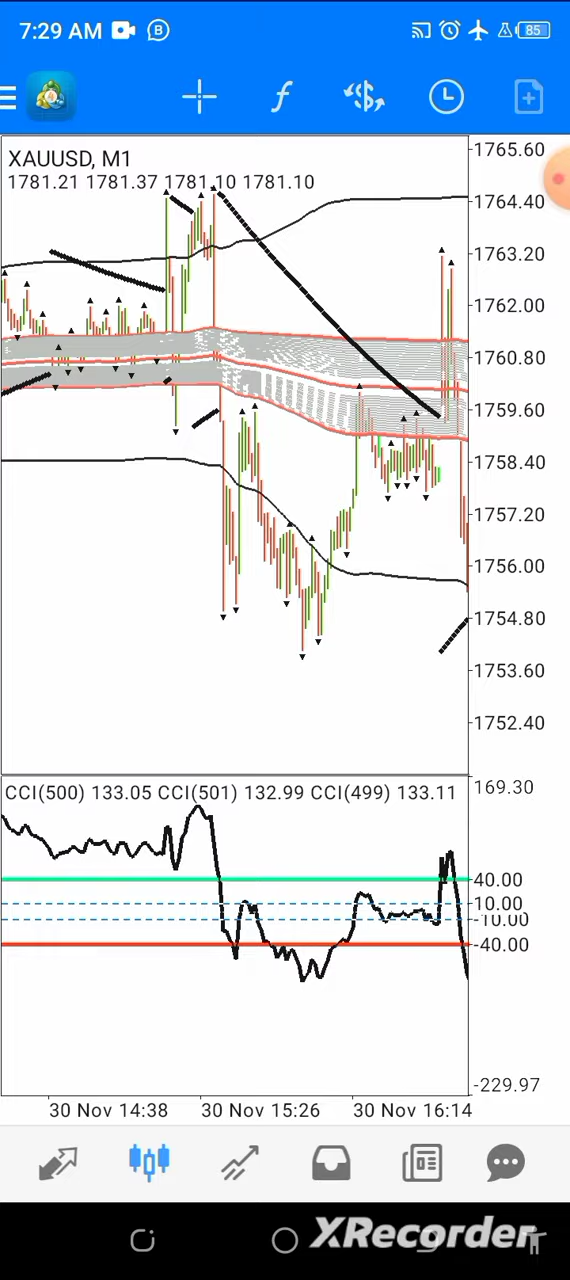 7:29 AM
B
85
XAUUSD, M1
1781.21 1781.37 1781.10 1781.10
1765.60
1764.40
1763.20
1762.00
1760.80
1759.60
1758.40
1757.20
1756.00
1754.80
1753.60
1752.40
CCI(500) 133.05 CCI(501) 132.99 CCI(499) 133.11
169.30
40.00
10.00
-10.00
-40.00
-229.97
30 Nov 14:38 30 Nov 15:26 30 Nov 16:14
XRecorder